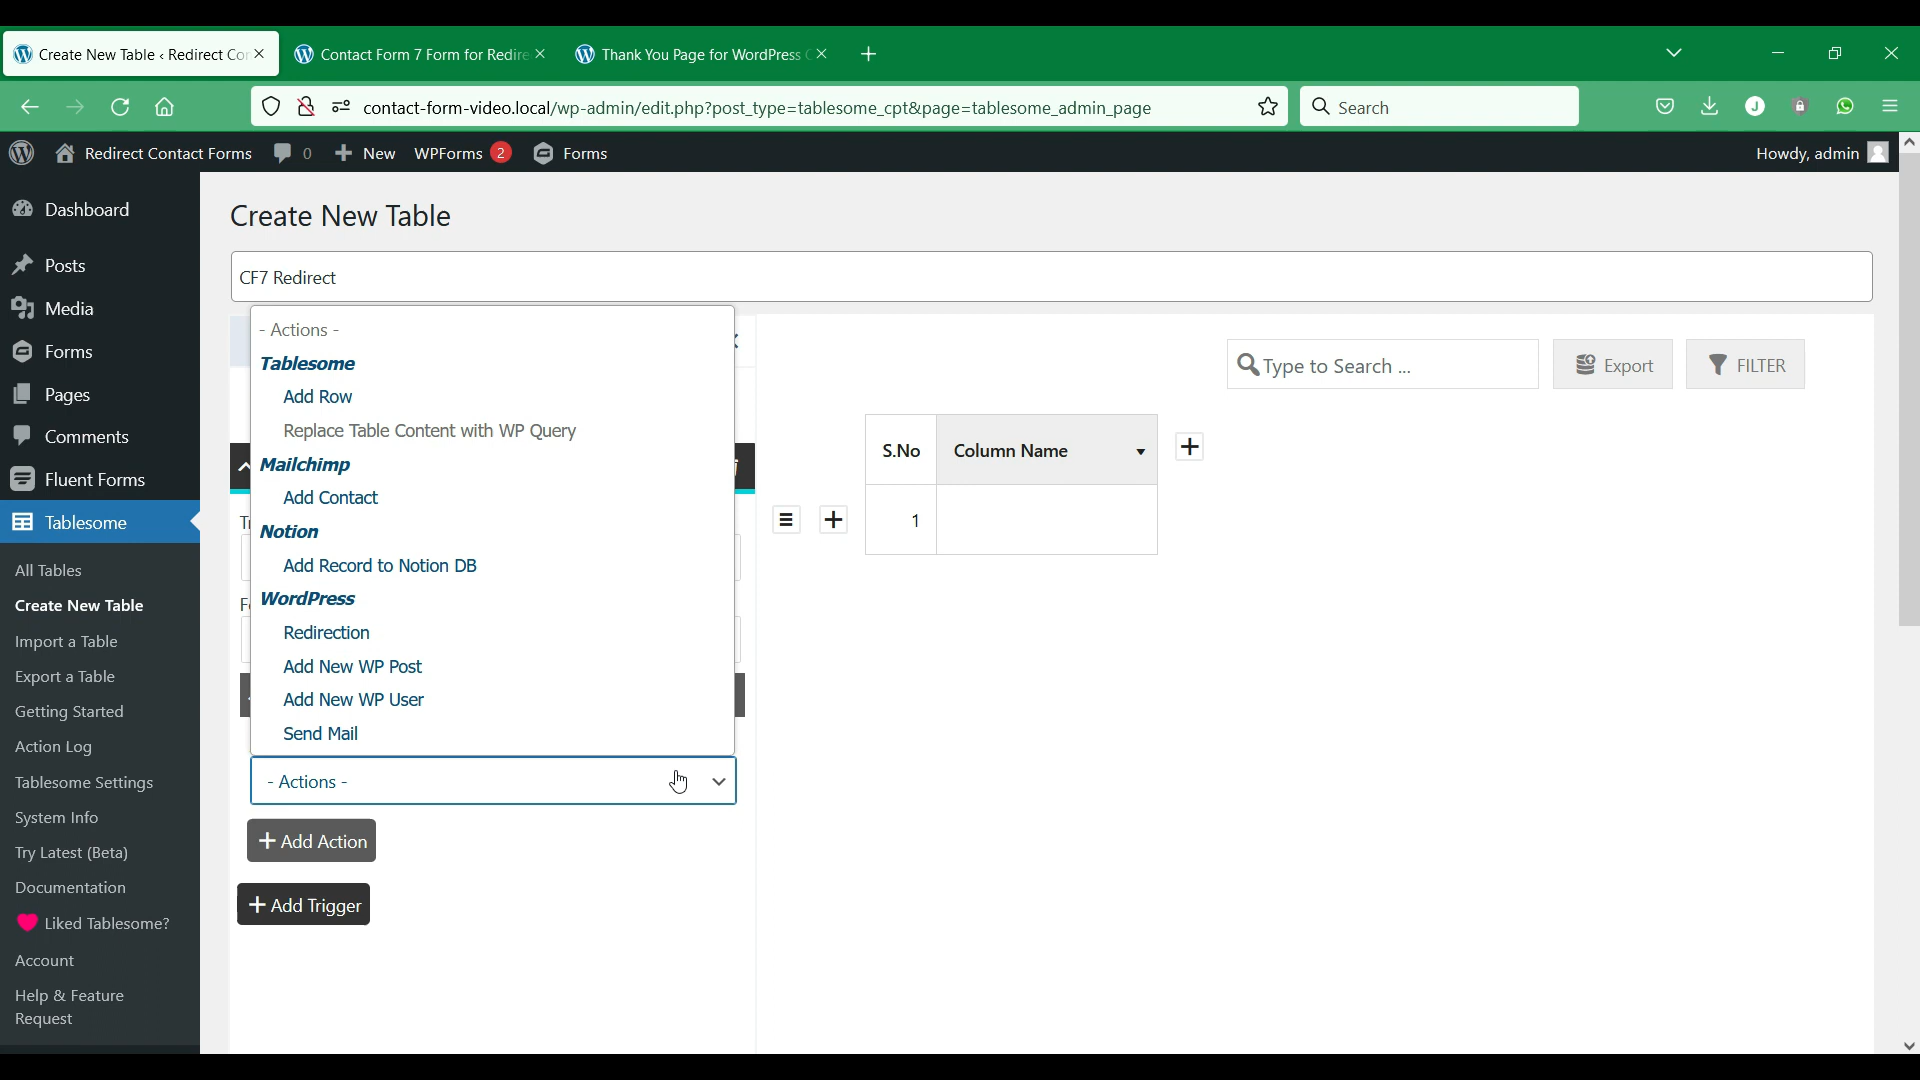 Create New Table ‹ Redirect Con
Contact Form 7 Form for Redire
Thank You Page for WordPress
contact-form-video.local/wp-admin/edit.php?post_type=tablesome_cpt&page=tablesome_admin_page
Search
Redirect Contact Forms
0
New
WPForms 2
Forms
Howdy, admin
Dashboard
Posts
Media
Forms
Pages
Comments
Fluent Forms
Tablesome
All Tables
Create New Table
Import a Table
Export a Table
Getting Started
Action Log
Tablesome Settings
System Info
Try Latest (Beta)
Documentation
Liked Tablesome?
Account
Help & Feature
Request
Create New Table
CF7 Redirect
- Actions -
Tablesome
Add Row
Replace Table Content with WP Query
Mailchimp
Add Contact
Notion
Add Record to Notion DB
WordPress
Redirection
Add New WP Post
Add New WP User
Send Mail
- Actions -
+ Add Action
+ Add Trigger
Type to Search ...
Export
FILTER
S.No
Column Name
1